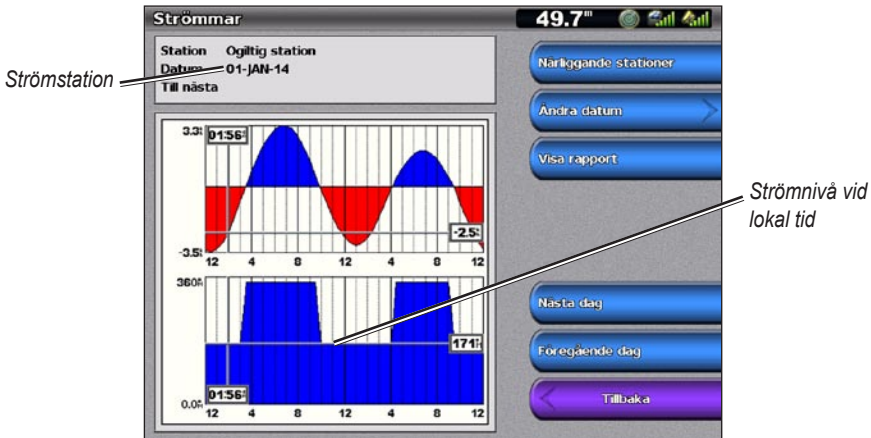 Strömmar
49.7"
Station Ogiltig station
Datum 01-JAN-14
Till nästa
Strömstation
Närliggande stationer
Ändra datum
Visa rapport
3.3
01:56
-2.5
-3.5
12 4 8 12 4 8 12
Strömnivå vid
lokal tid
360
171
01:56
0.0
12 4 8 12 4 8 12
Nästa dag
Föregående dag
Tillbaka